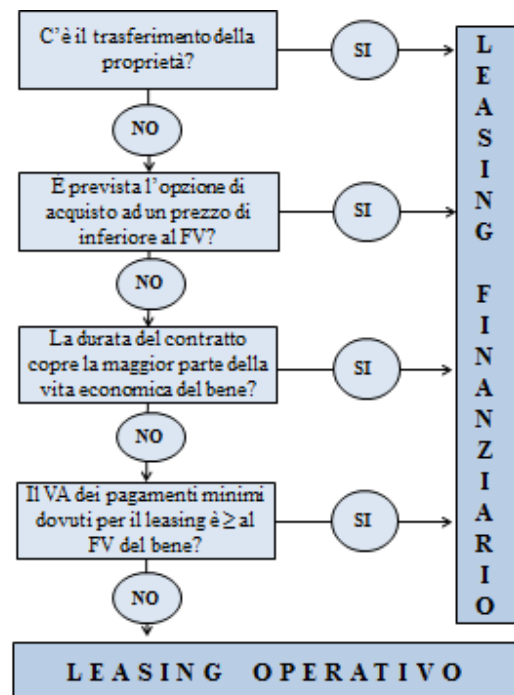 C'è il trasferimento della
proprietà?
SI
NO
È prevista l'opzione di
acquisto ad un prezzo di
inferiore al FV?
SI
NO
La durata del contratto
copre la maggior parte della
vita economica del bene?
SI
NO
Il VA dei pagamenti minimi
dovuti per il leasing è ≥ al
FV del bene?
SI
NO
LEASING FINANZIARIO
LEASING OPERATIVO